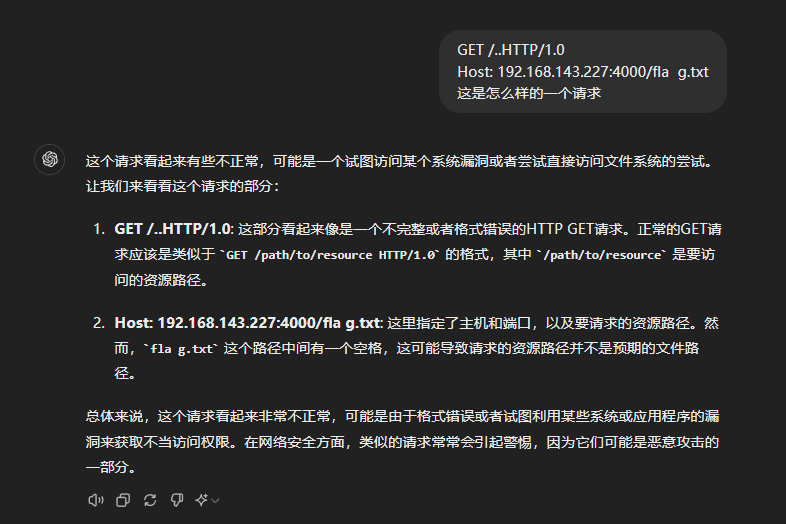 GET /..HTTP/1.0
Host: 192.168.143.227:4000/fla  g.txt
这是怎么样的一个请求
这个请求看起来有些不正常，可能是一个试图访问某个系统漏洞或者尝试直接访问文件系统的尝试。
让我们来看看这个请求的部分：
1. GET /..HTTP/1.0: 这部分看起来像是一个不完整或者格式错误的HTTP GET请求。正常的GET请
求应该是类似于 `GET /path/to/resource HTTP/1.0` 的格式，其中 `/path/to/resource` 是要访
问的资源路径。
2. Host: 192.168.143.227:4000/fla g.txt: 这里指定了主机和端口，以及要请求的资源路径。然
而，`fla g.txt` 这个路径中间有一个空格，这可能导致请求的资源路径并不是预期的文件路
径。
总体来说，这个请求看起来非常不正常，可能是由于格式错误或者试图利用某些系统或应用程序的漏
洞来获取不当访问权限。在网络安全方面，类似的请求常常会引起警惕，因为它们可能是恶意攻击的
一部分。